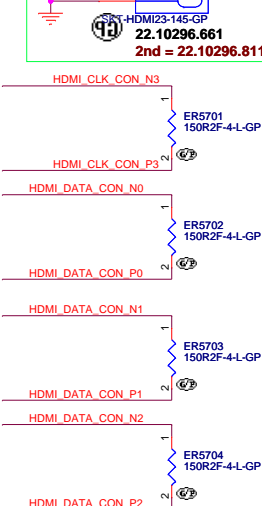 SKT-HDMI23-145-GP
22.10296.661
2nd = 22.10296.811
HDMI_CLK_CON_N3
1
ER5701
150R2F-4-L-GP
2
G/P
HDMI_CLK_CON_P3
HDMI_DATA_CON_N0
1
ER5702
150R2F-4-L-GP
2
G/P
HDMI_DATA_CON_P0
HDMI_DATA_CON_N1
1
ER5703
150R2F-4-L-GP
2
G/P
HDMI_DATA_CON_P1
HDMI_DATA_CON_N2
1
ER5704
150R2F-4-L-GP
2
G/P
HDMI_DATA_CON_P2